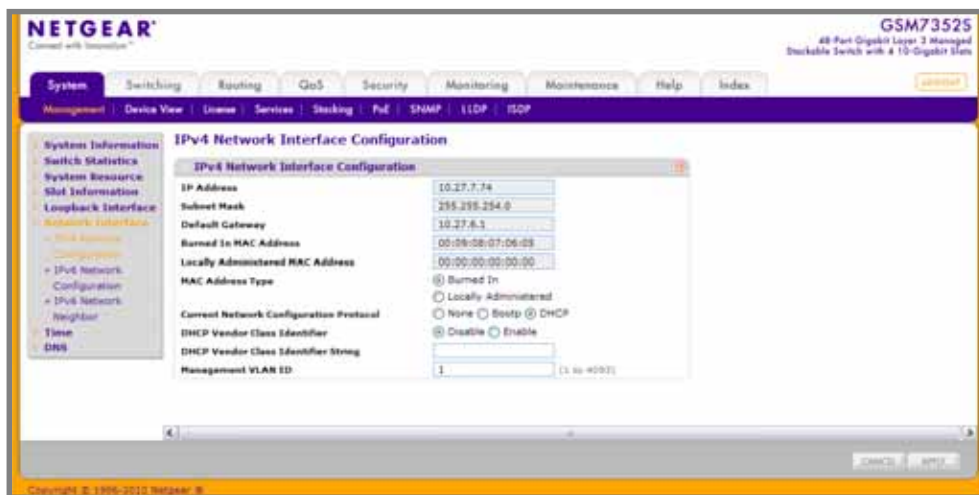 NETGEAR®
Connect with Innovation™
GSM7352S
48-Port Gigabit Layer 3 Managed
Stackable Switch with 4 10-Gigabit Slots
System Switching Routing QoS Security Monitoring Maintenance Help Index
LOGOUT
Management Device View License Services Stacking PoE SNMP LLDP ISDP
System Information
Switch Statistics
System Resource
Slot Information
Loopback Interface
Network Interface
» IPv4 Network
Configuration
» IPv6 Network
Configuration
» IPv6 Network
Neighbor
Time
DNS
IPv4 Network Interface Configuration
IPv4 Network Interface Configuration
IP Address 10.27.7.74
Subnet Mask 255.255.254.0
Default Gateway 10.27.6.1
Burned In MAC Address 00:09:08:07:06:05
Locally Administered MAC Address 00:00:00:00:00:00
MAC Address Type Burned In
Locally Administered
Current Network Configuration Protocol None Bootp DHCP
DHCP Vendor Class Identifier Disable Enable
DHCP Vendor Class Identifier String
Management VLAN ID 1 (1 to 4093)
CANCEL APPLY
Copyright © 1996-2010 Netgear ®